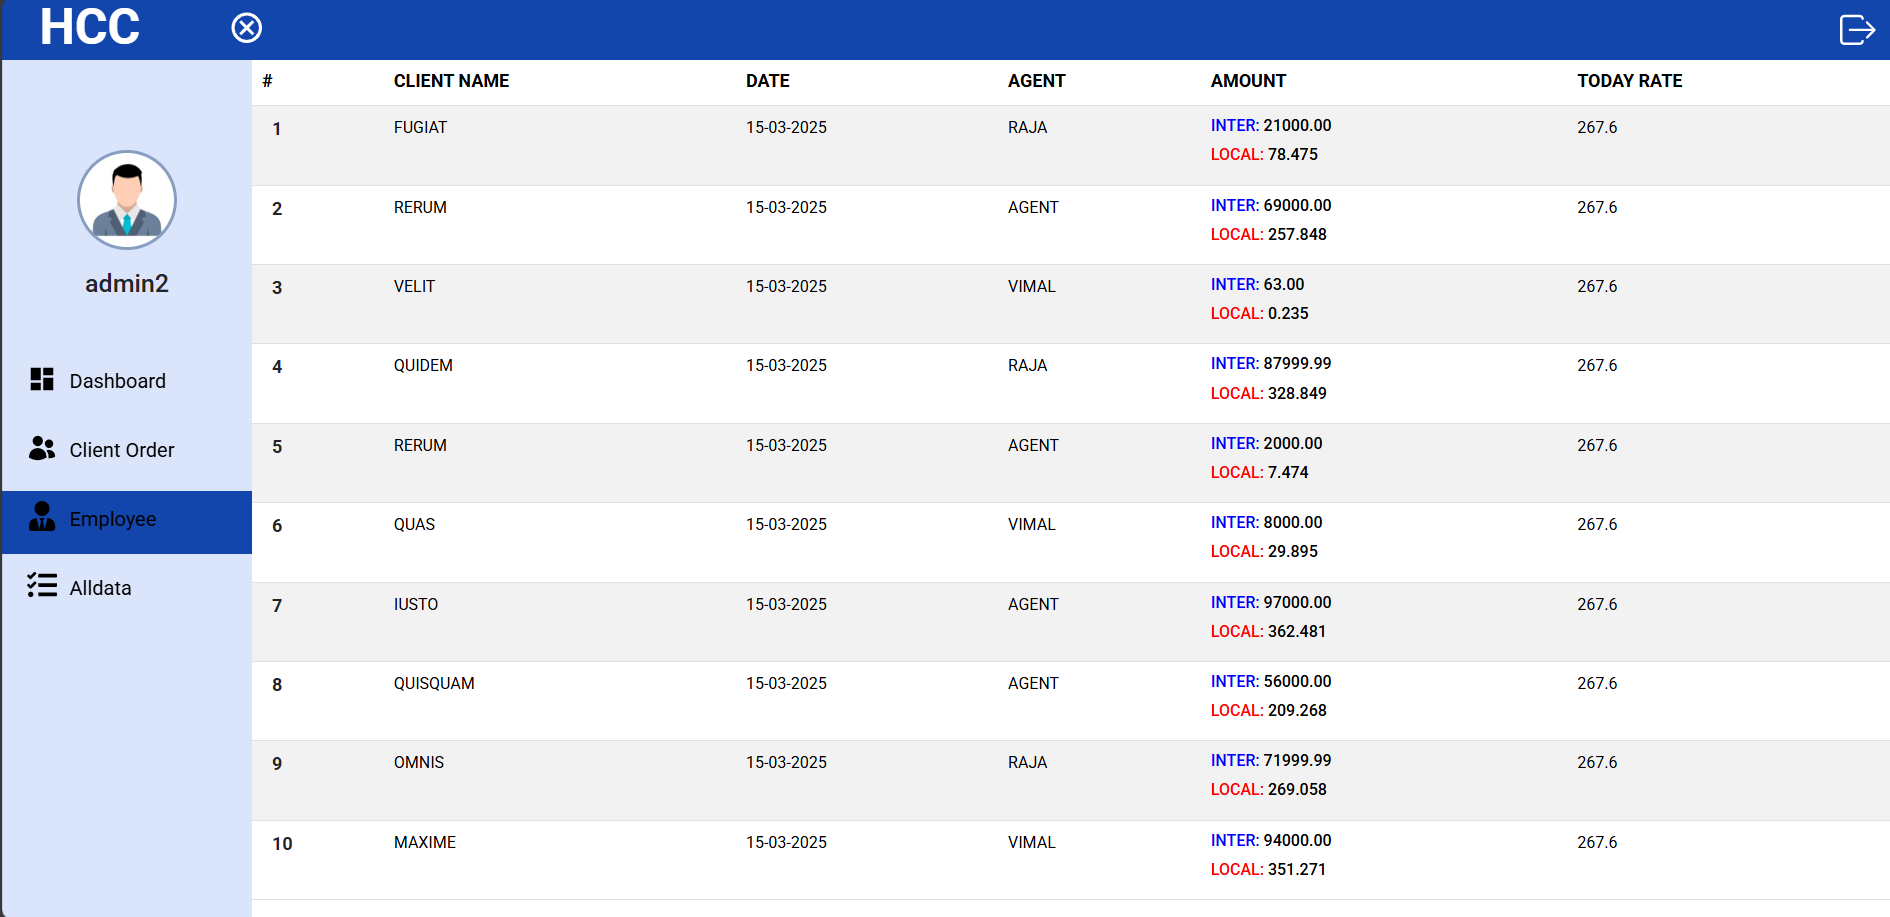 HCC
admin2
Dashboard
Client Order
Employee
Alldata
# CLIENT NAME DATE AGENT AMOUNT TODAY RATE
1 FUGIAT 15-03-2025 RAJA INTER: 21000.00 267.6
LOCAL: 78.475
2 RERUM 15-03-2025 AGENT INTER: 69000.00 267.6
LOCAL: 257.848
3 VELIT 15-03-2025 VIMAL INTER: 63.00 267.6
LOCAL: 0.235
4 QUIDEM 15-03-2025 RAJA INTER: 87999.99 267.6
LOCAL: 328.849
5 RERUM 15-03-2025 AGENT INTER: 2000.00 267.6
LOCAL: 7.474
6 QUAS 15-03-2025 VIMAL INTER: 8000.00 267.6
LOCAL: 29.895
7 IUSTO 15-03-2025 AGENT INTER: 97000.00 267.6
LOCAL: 362.481
8 QUISQUAM 15-03-2025 AGENT INTER: 56000.00 267.6
LOCAL: 209.268
9 OMNIS 15-03-2025 RAJA INTER: 71999.99 267.6
LOCAL: 269.058
10 MAXIME 15-03-2025 VIMAL INTER: 94000.00 267.6
LOCAL: 351.271